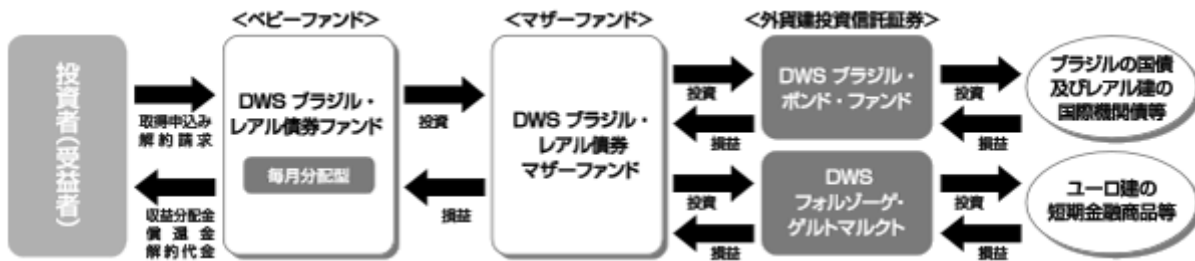 <ベビーファンド>
<マザーファンド>
<外貨建投資信託証券>
投資者(受益者)
取得申込み
解約請求
収益分配金
償還金
解約代金
DWS ブラジル・
レアル債券ファンド
毎月分配型
投資
損益
DWS ブラジル・
レアル債券
マザーファンド
投資
損益
投資
損益
DWS ブラジル・
ボンド・ファンド
DWS
フォルゾーゲ・
ゲルトマルクト
投資
損益
投資
損益
ブラジルの国債
及びレアル建の
国際機関債等
ユーロ建の
短期金融商品等